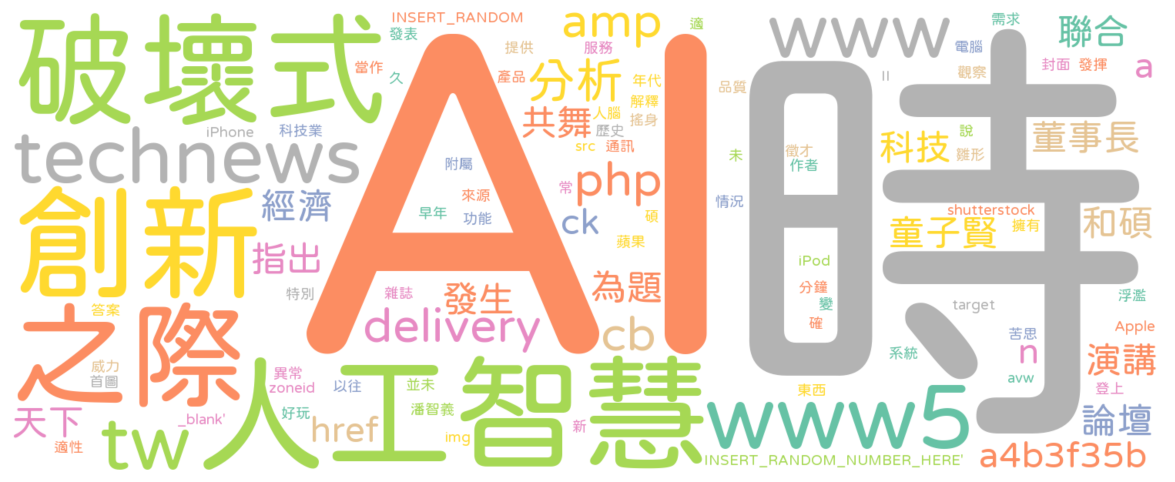 INSERT_RANDOM
amp
www
需求
聯合
破壞式
發表
適
電腦
提供
服務
當作
久
產品
分析
年代
AI
時
封面
發揮
a
觀察
II
品質
解釋
人腦
搖身
technews
iPhone
科技業
共舞
歷史
src
通訊
科技
說
雛形
董事長
未
徵才
作者
附屬
常
php
創新
經濟
來源
功能
早年
ck
碩
情況
shutterstock
童子賢
擁有
和碩
蘋果
指出
iPod
特別
雜誌
發生
為題
分鐘
變
確
target
浮濫
之際
答案
delivery
cb
苦思
n
Apple
系統
演講
威力
首圖
異常
zoneid
以往
並未
東西
avw
登上
人工智慧
天下
適性
_blank'
好玩
潘智義
新
tw
href
img
www5
論壇
INSERT_RANDOM_NUMBER_HERE'
a4b3f35b